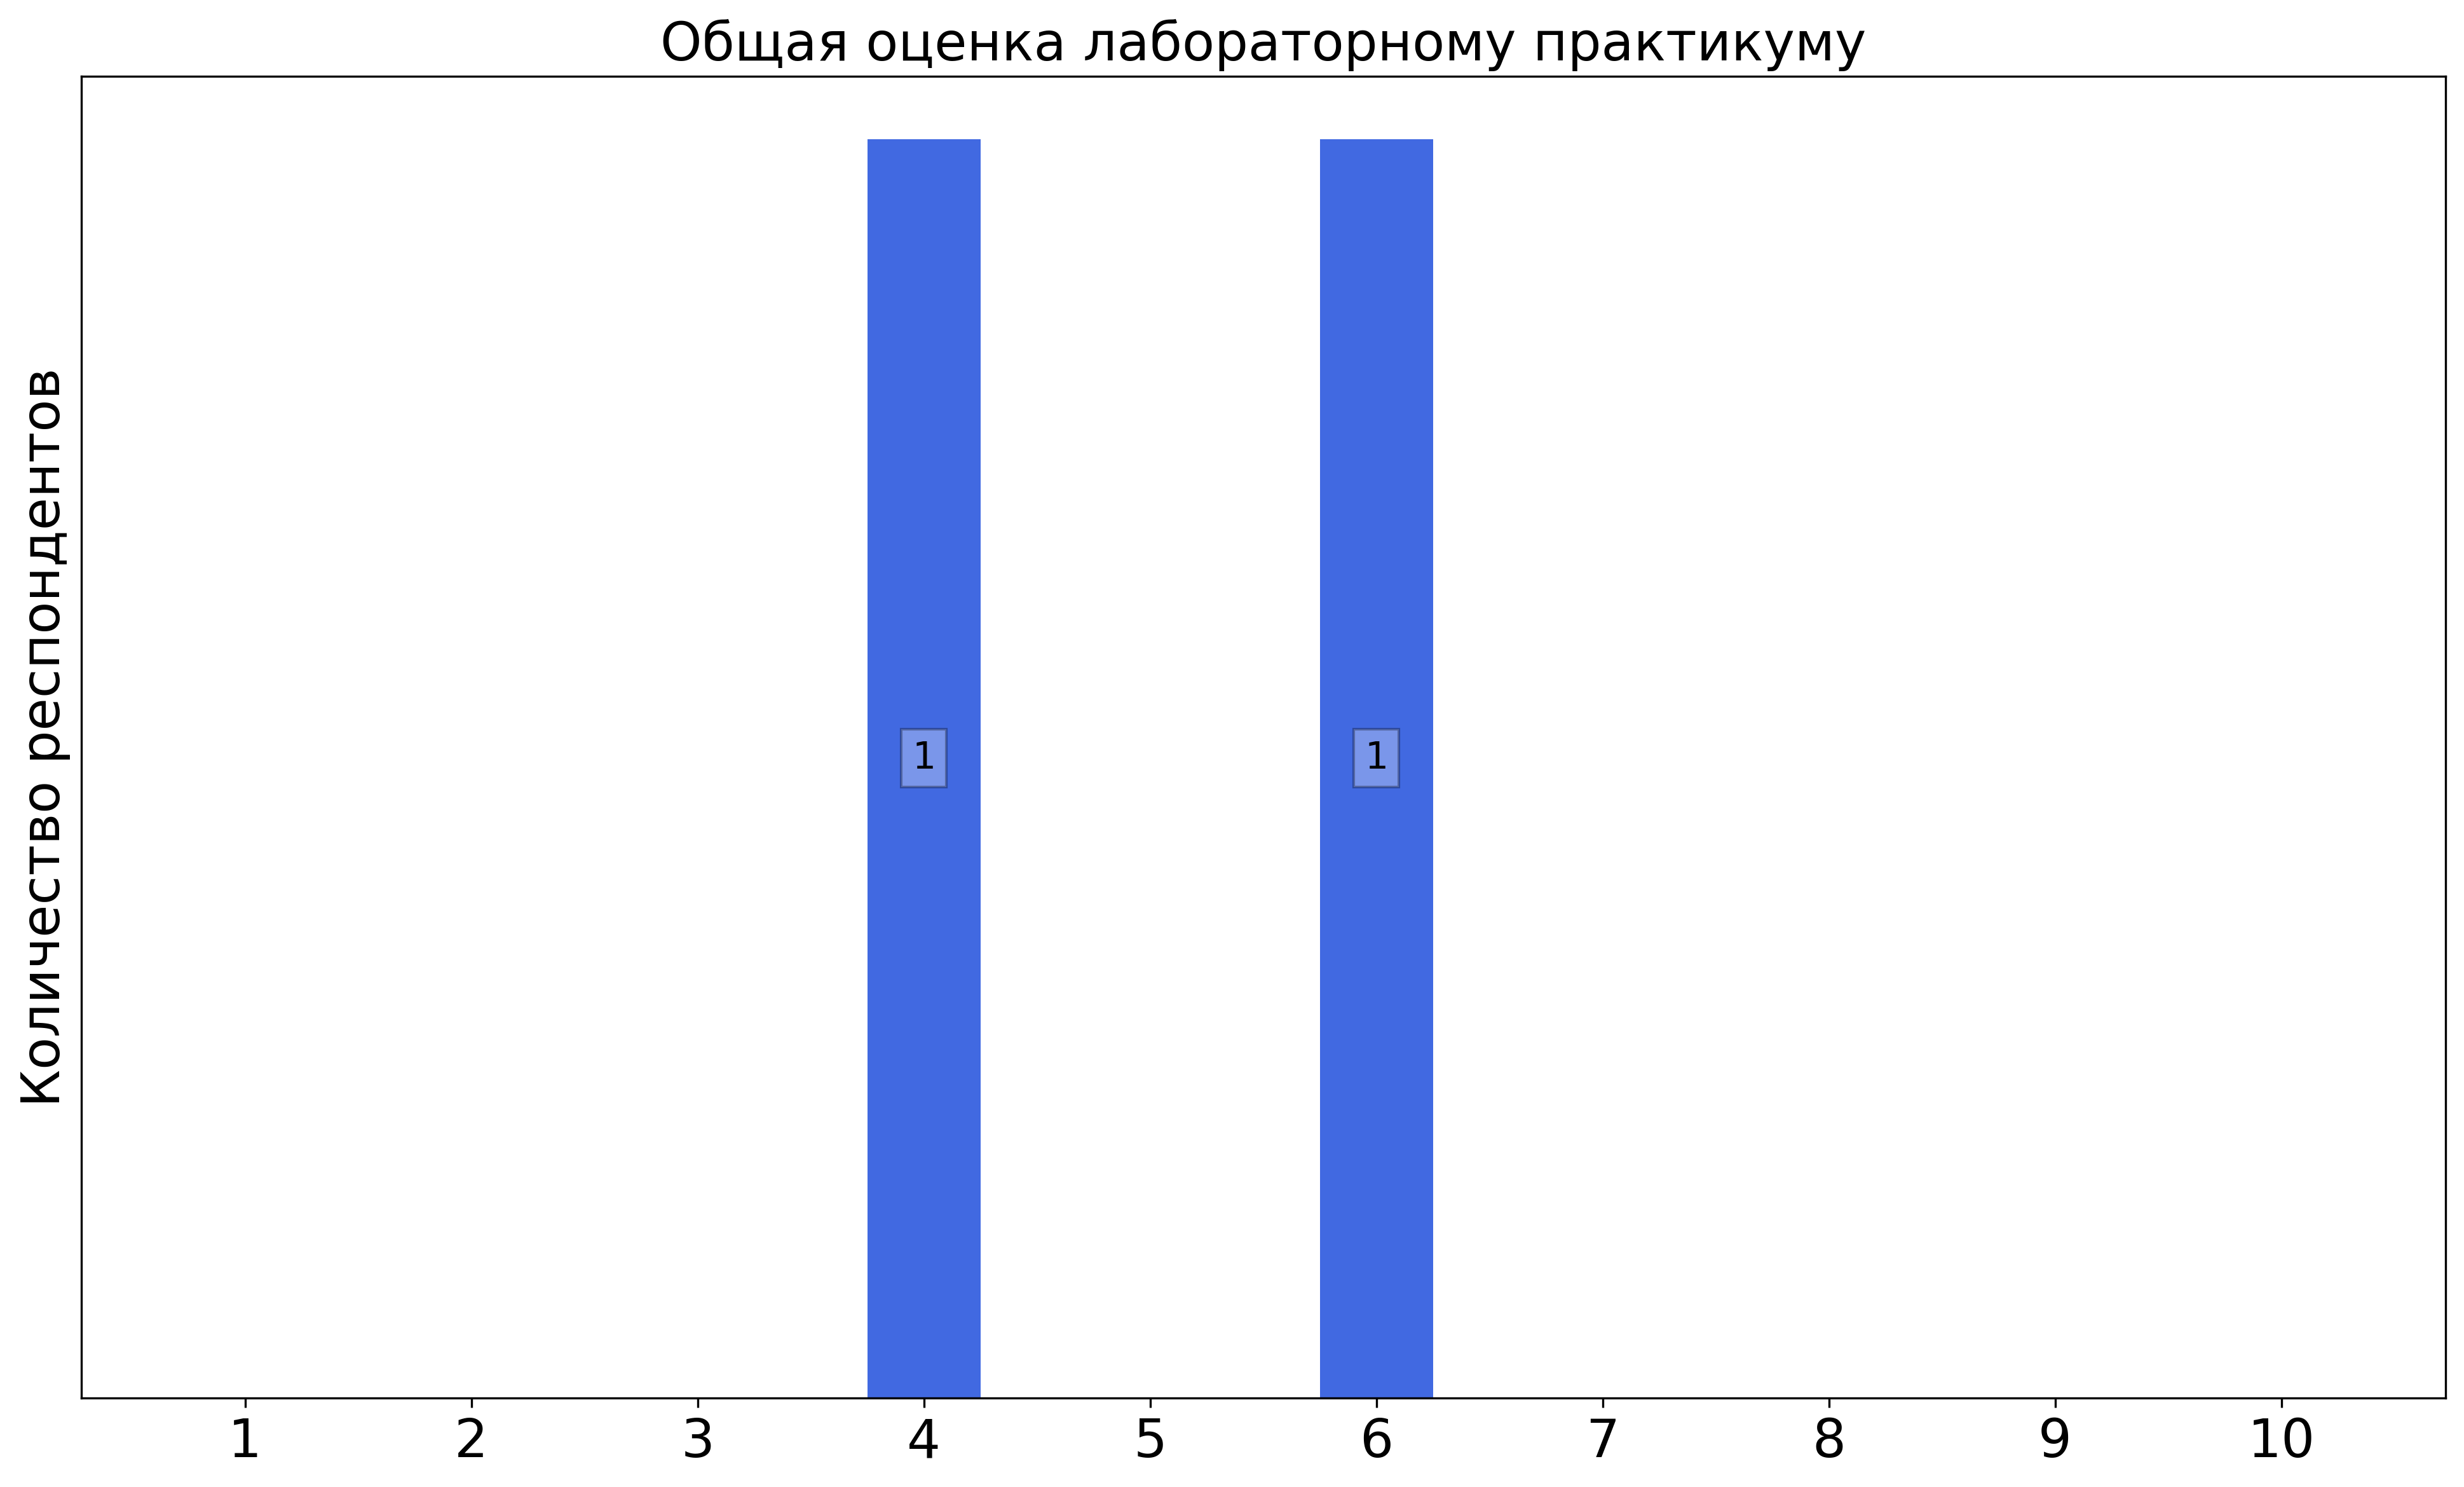 Общая оценка лабораторному практикуму
Количество респондентов
1 1
1 2 3 4 5 6 7 8 9 10